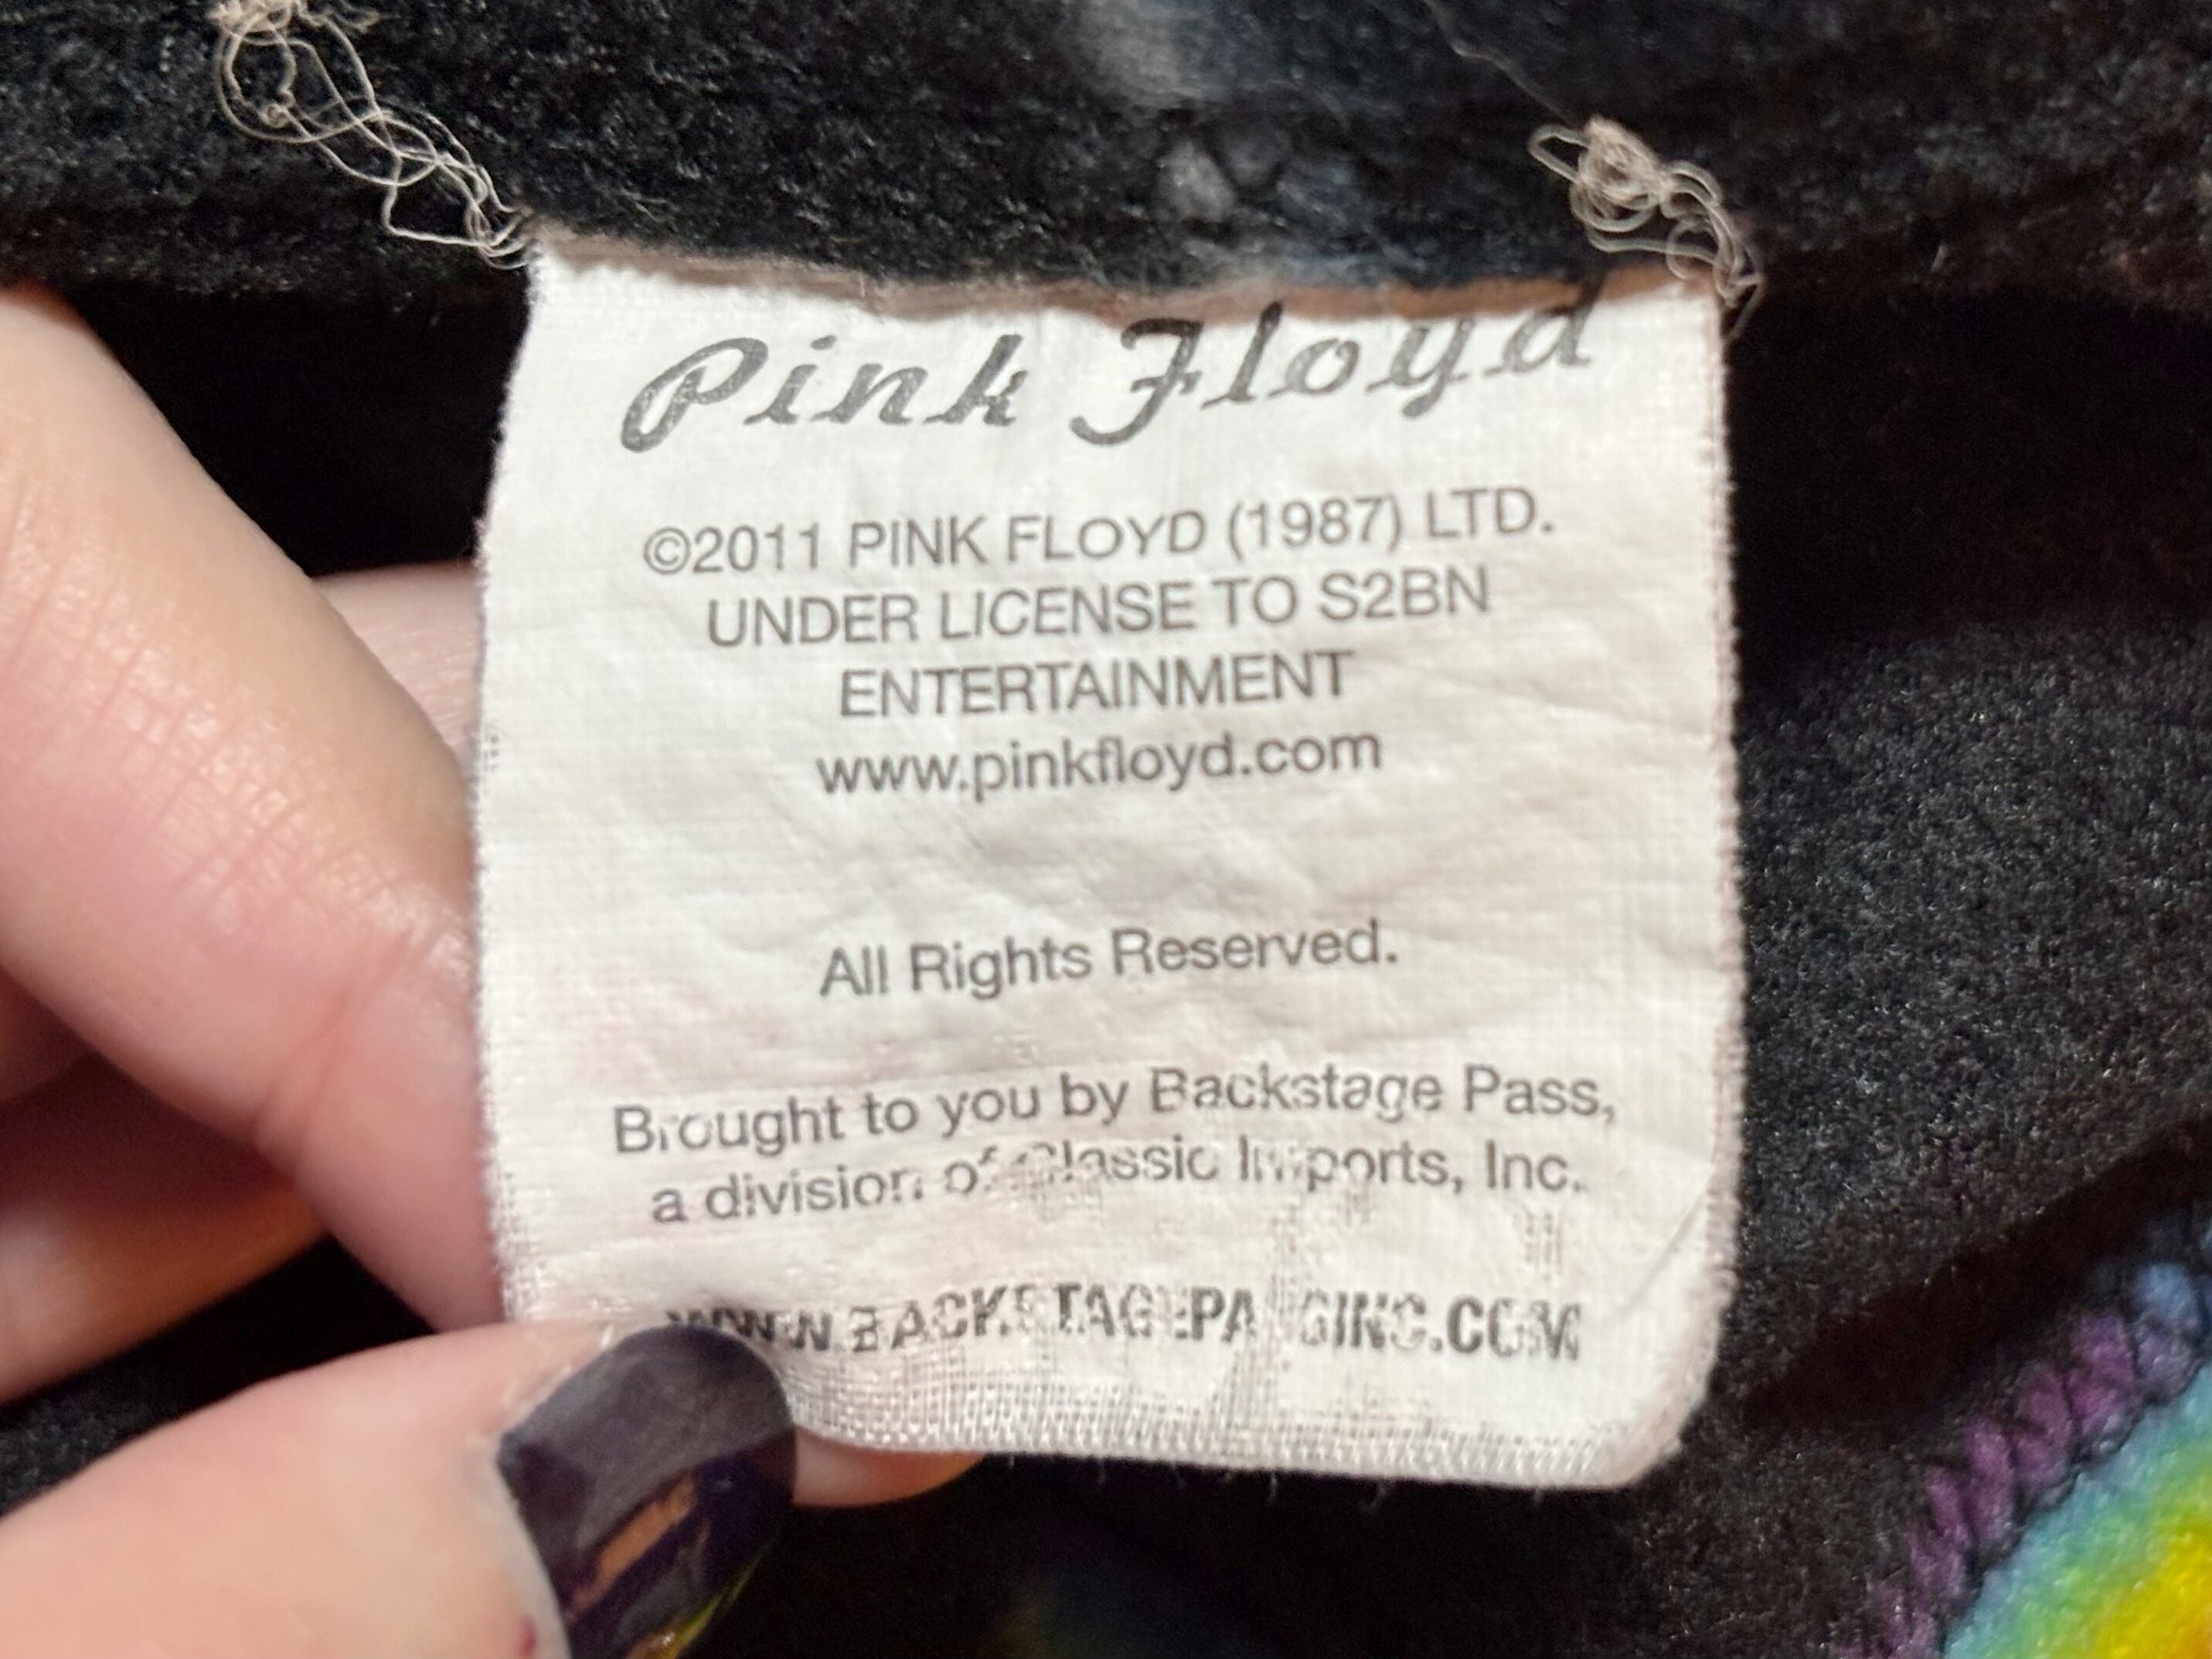 Pink Floyd
©2011 PINK FLOYD (1987) LTD.
UNDER LICENSE TO S2BN
ENTERTAINMENT
www.pinkfloyd.com
All Rights Reserved.
Brought to you by Backstage Pass,
a division of Classic Imports, Inc.